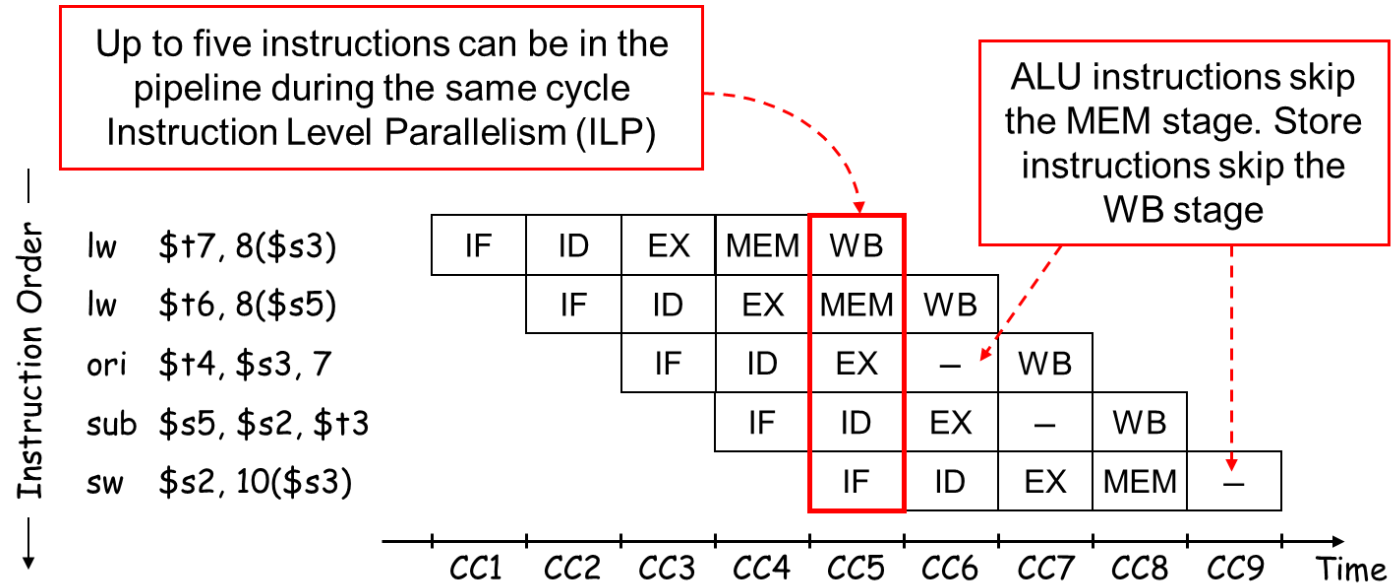 Up to five instructions can be in the
pipeline during the same cycle
Instruction Level Parallelism (ILP)
ALU instructions skip
the MEM stage. Store
instructions skip the
WB stage
Instruction Order
lw $t7, 8($s3) IF ID EX MEM WB
lw $t6, 8($s5) IF ID EX MEM WB
ori $t4, $s3, 7 IF ID EX – WB
sub $s5, $s2, $t3 IF ID EX – WB
sw $s2, 10($s3) IF ID EX MEM –
CC1 CC2 CC3 CC4 CC5 CC6 CC7 CC8 CC9 Time